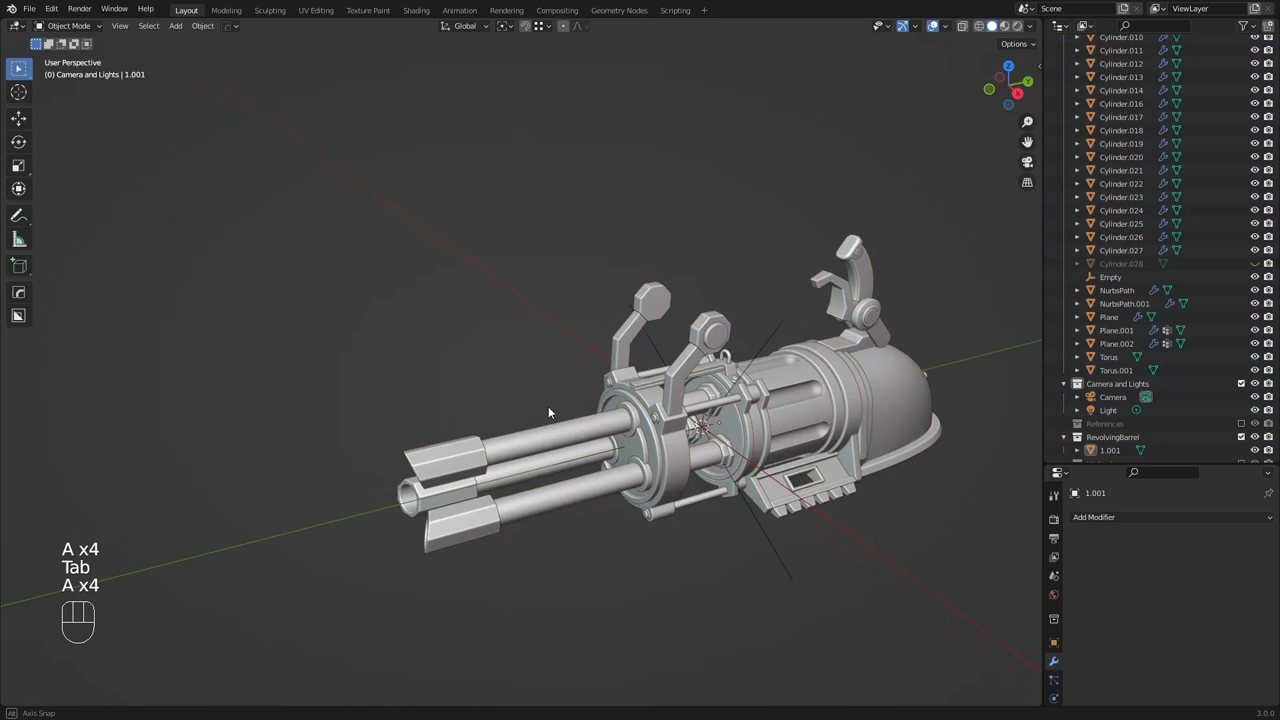 File Edit Render Window Help Layout Modeling Sculpting UV Editing Texture Paint Shading Animation Rendering Compositing Geometry Nodes Scripting + Scene ViewLayer
Object Mode View Select Add Object Global
Options
User Perspective
(0) Camera and Lights | 1.001
Z
Y
X
Cylinder.010
Cylinder.011
Cylinder.012
Cylinder.013
Cylinder.014
Cylinder.016
Cylinder.017
Cylinder.018
Cylinder.019
Cylinder.020
Cylinder.021
Cylinder.022
Cylinder.023
Cylinder.024
Cylinder.025
Cylinder.026
Cylinder.027
Cylinder.028
Empty
NurbsPath
NurbsPath.001
Plane
Plane.001
Plane.002
Torus
Torus.001
Camera and Lights
Camera
Light
References
RevolvingBarrel
1.001
1.001
Add Modifier
A x4
Tab
A x4
Alt Axis Snap
3.0.0